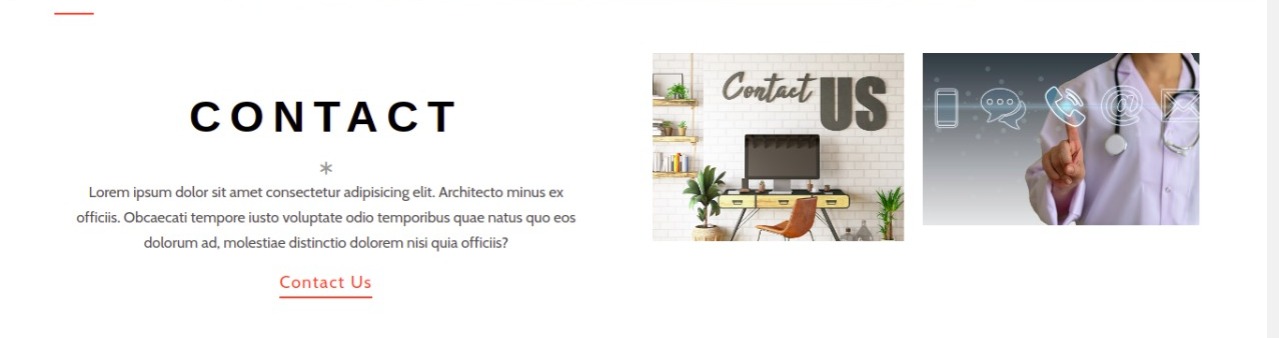 CONTACT
*
Lorem ipsum dolor sit amet consectetur adipisicing elit. Architecto minus ex
officiis. Obcaecati tempore iusto voluptate odio temporibus quae natus quo eos
dolorum ad, molestiae distinctio dolorem nisi quia officiis?
Contact Us
Contact US
@